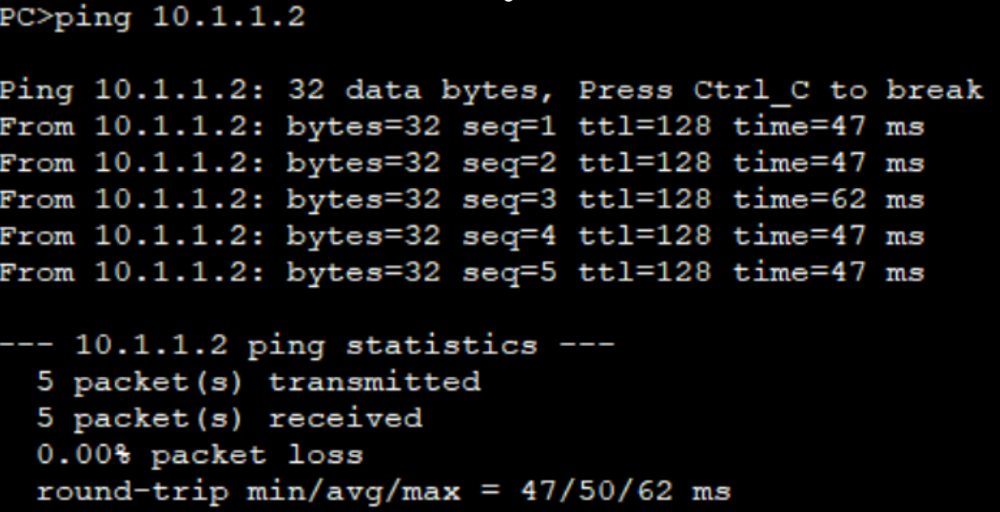 PC>ping 10.1.1.2
Ping 10.1.1.2: 32 data bytes, Press Ctrl_C to break
From 10.1.1.2: bytes=32 seq=1 ttl=128 time=47 ms
From 10.1.1.2: bytes=32 seq=2 ttl=128 time=47 ms
From 10.1.1.2: bytes=32 seq=3 ttl=128 time=62 ms
From 10.1.1.2: bytes=32 seq=4 ttl=128 time=47 ms
From 10.1.1.2: bytes=32 seq=5 ttl=128 time=47 ms
--- 10.1.1.2 ping statistics ---
5 packet(s) transmitted
5 packet(s) received
0.00% packet loss
round-trip min/avg/max = 47/50/62 ms